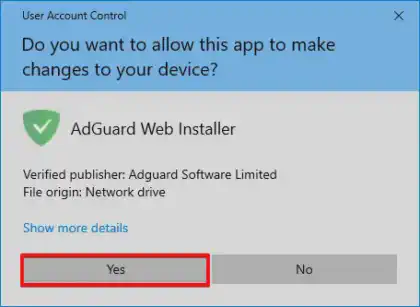 User Account Control
Do you want to allow this app to make
changes to your device?
AdGuard Web Installer
Verified publisher: Adguard Software Limited
File origin: Network drive
Show more details
Yes
No